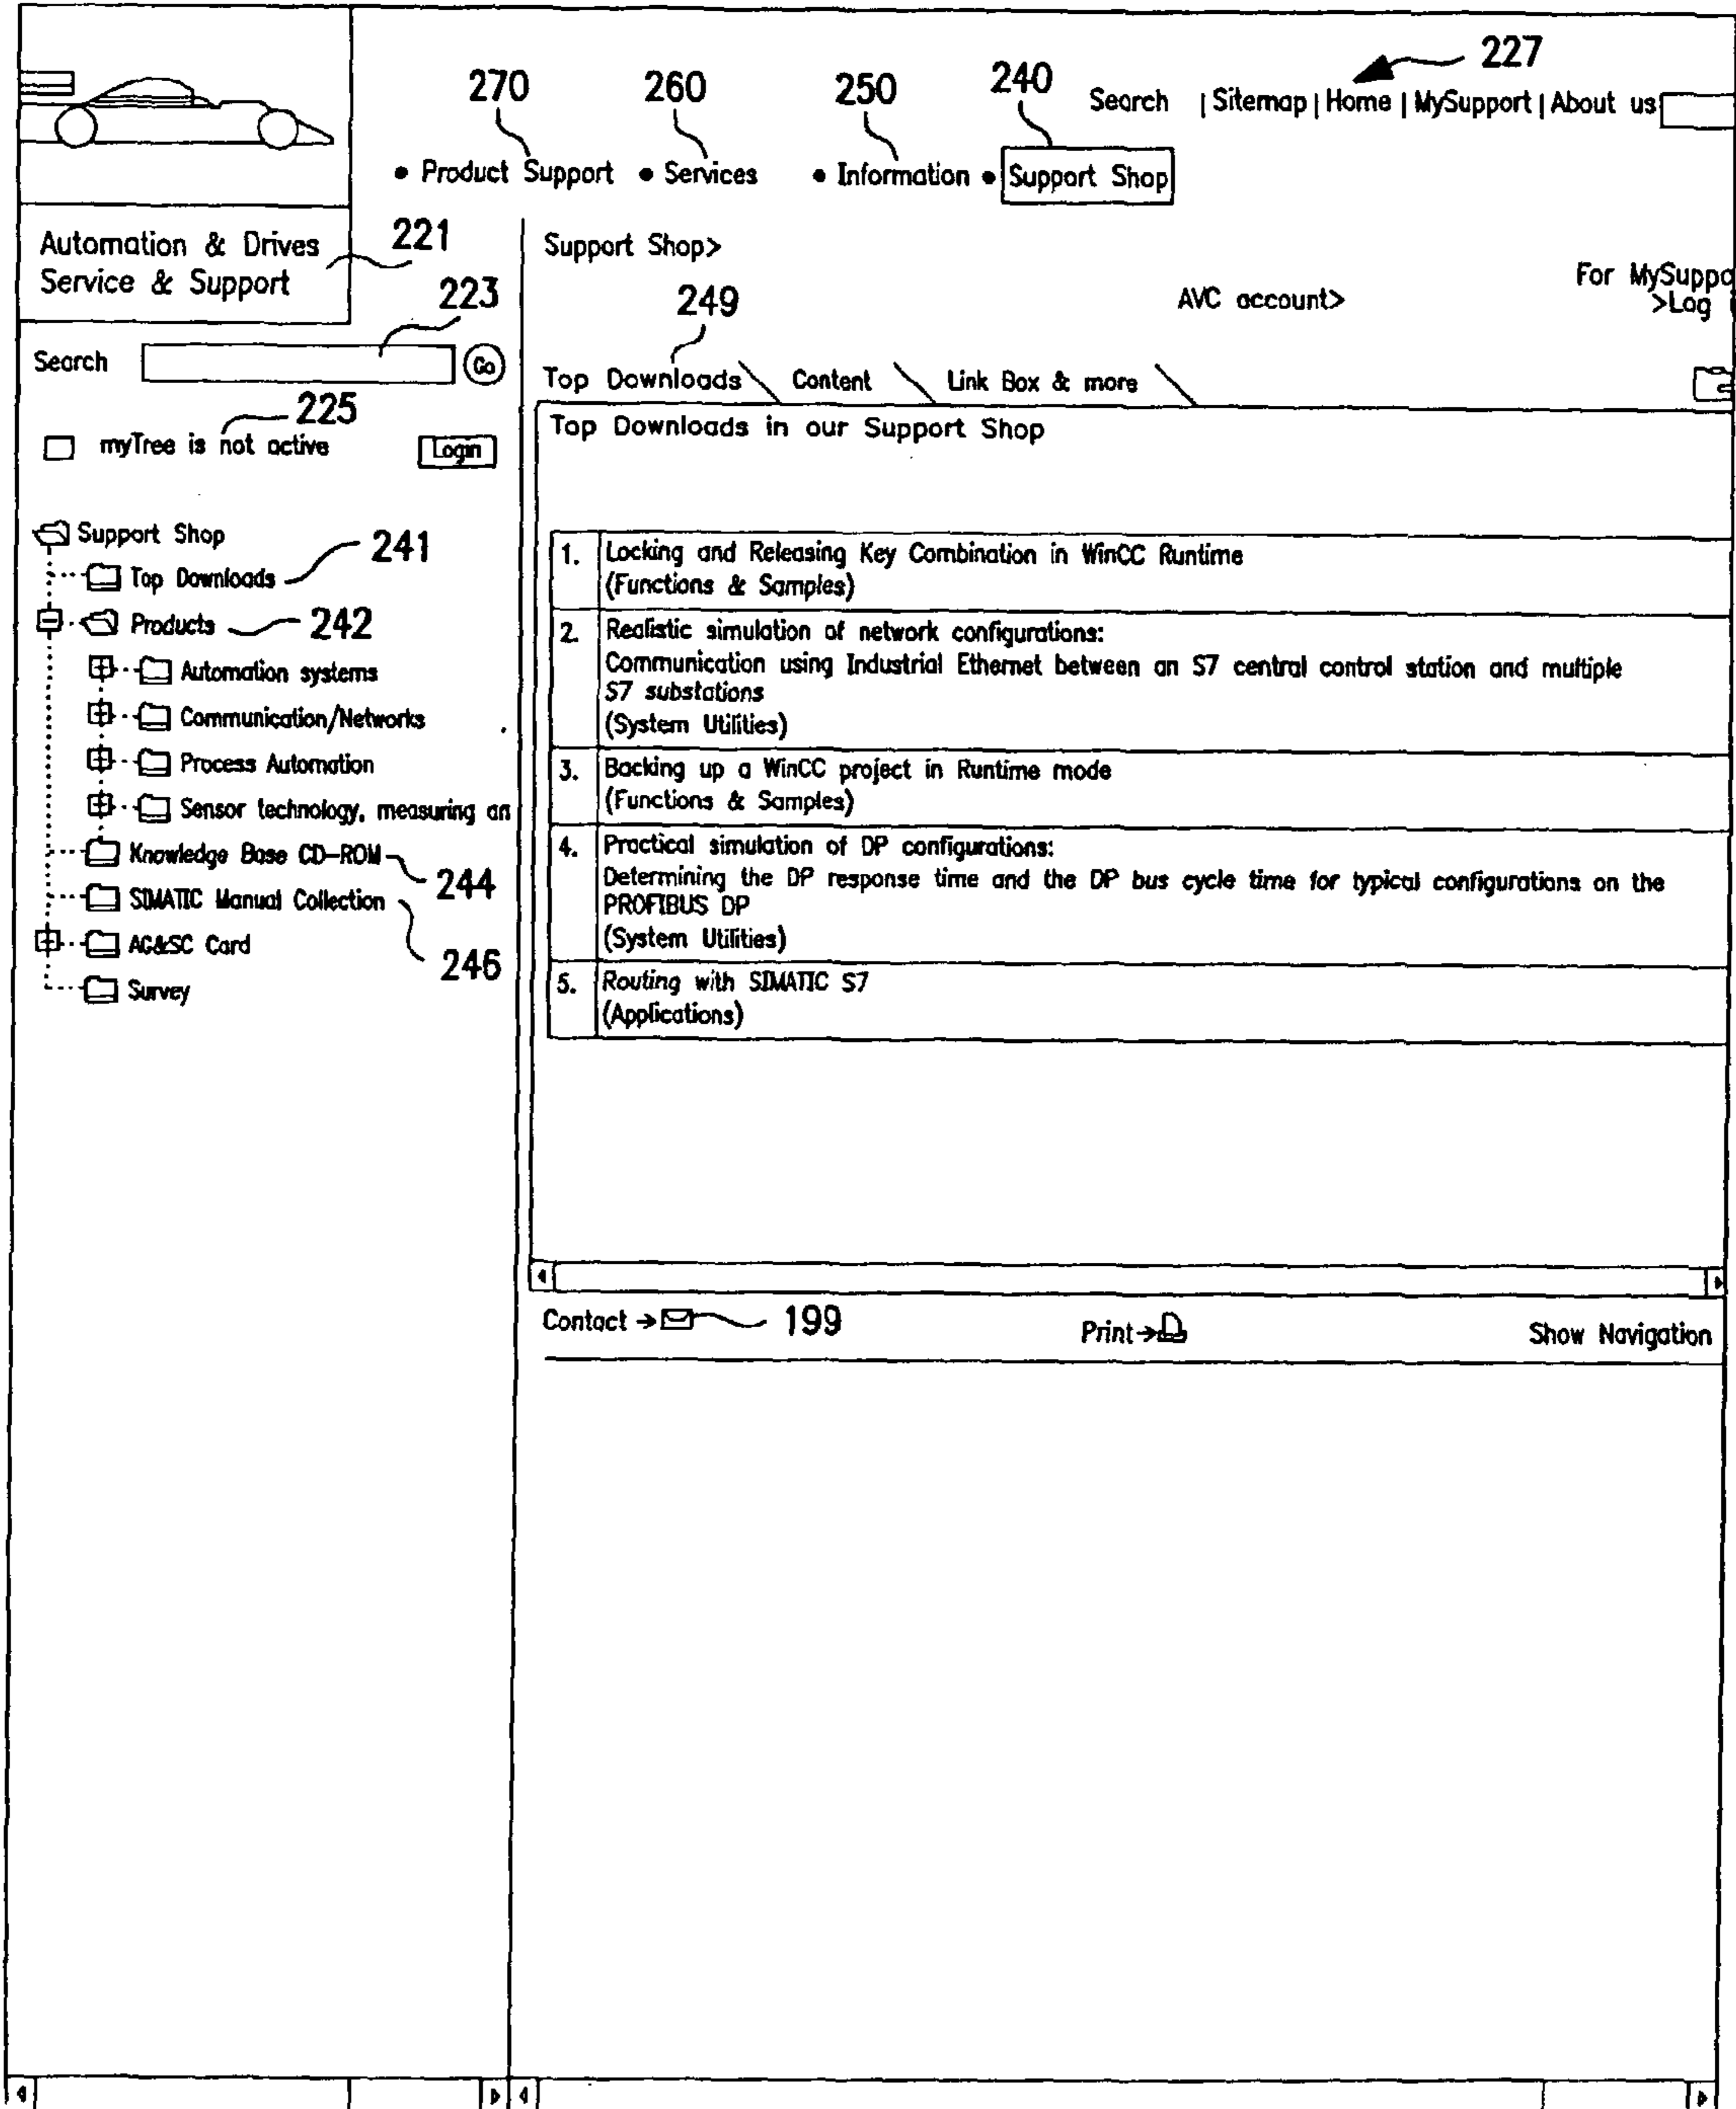 227
270 260 250 240
Search | Sitemap | Home | MySupport | About us
• Product Support • Services • Information • Support Shop
Automation & Drives
Service & Support
221
Support Shop>
For MySuppo
>Log
AVC account>
223
249
Search Go
Top Downloads Content Link Box & more
225
myTree is not active Login
Top Downloads in our Support Shop
Support Shop
Top Downloads 241
Products 242
Automation systems
Communication/Networks
Process Automation
Sensor technology, measuring an
Knowledge Base CD-ROM 244
SIMATIC Manual Collection 246
AG&SC Card
Survey
1. Locking and Releasing Key Combination in WinCC Runtime
(Functions & Samples)
2. Realistic simulation of network configurations:
Communication using Industrial Ethernet between an S7 central control station and multiple
S7 substations
(System Utilities)
3. Backing up a WinCC project in Runtime mode
(Functions & Samples)
4. Practical simulation of DP configurations:
Determining the DP response time and the DP bus cycle time for typical configurations on the
PROFIBUS DP
(System Utilities)
5. Routing with SIMATIC S7
(Applications)
Contact → 199 Print → Show Navigation